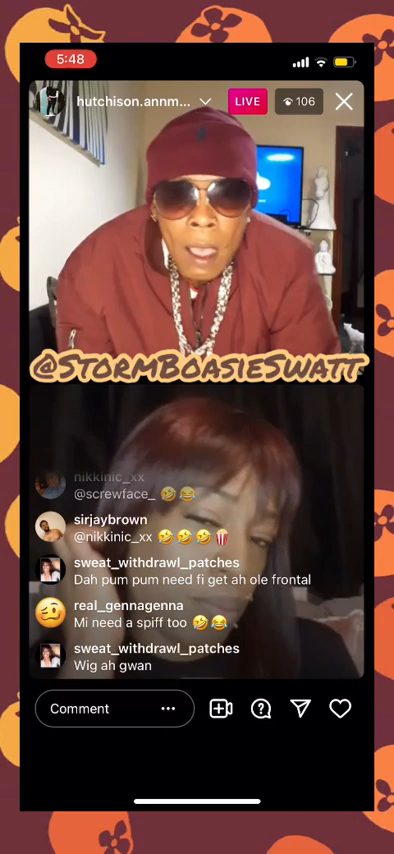 5:48
hutchison.annm...
LIVE
106
@StormBoasieSwatt
nikkinic_xx
@screwface_ 🤣😂
sirjaybrown
@nikkinic_xx 🤣🤣🤣🍿
sweat_withdrawl_patches
Dah pum pum need fi get ah ole frontal
real_gennagenna
Mi need a spiff too 🤣😂
sweat_withdrawl_patches
Wig ah gwan
Comment